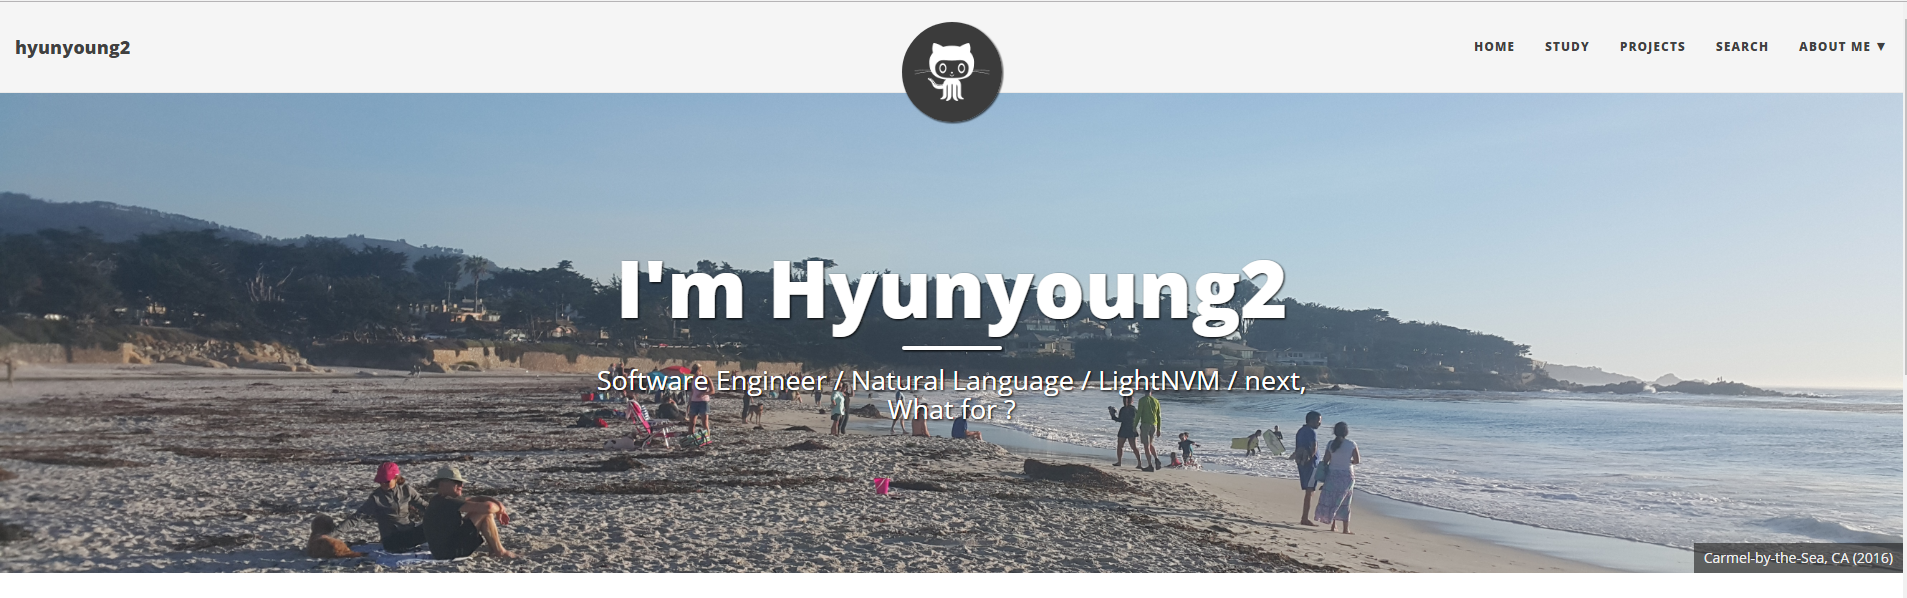 hyunyoung2
HOME STUDY PROJECTS SEARCH ABOUT ME ▼
I'm Hyunyoung2
Software Engineer / Natural Language / LightNVM / next,
What for ?
Carmel-by-the-Sea, CA (2016)